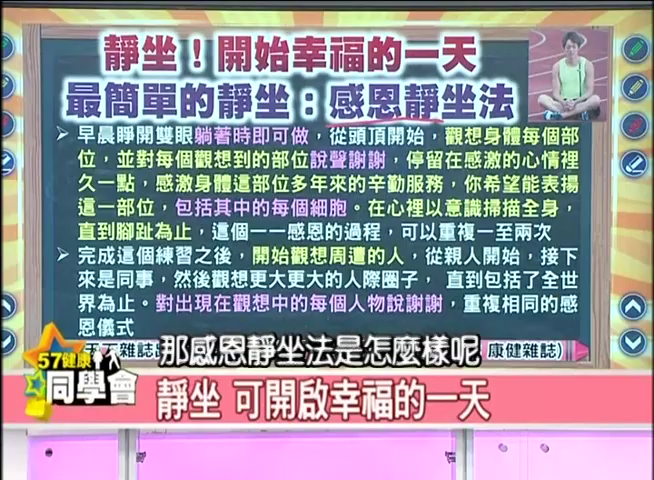 靜坐！開始幸福的一天
最簡單的靜坐：感恩靜坐法
➢ 早晨睜開雙眼躺著時即可做，從頭頂開始，觀想身體每個部
位，並對每個觀想到的部位說聲謝謝，停留在感激的心情裡
久一點，感激身體這部位多年來的辛勤服務，你希望能表揚
這一部位，包括其中的每個細胞。在心裡以意識掃描全身，
直到腳趾為止，這個一一感恩的過程，可以重複一至兩次
➢ 完成這個練習之後，開始觀想周遭的人，從親人開始，接下
來是同事，然後觀想更大更大的人際圈子， 直到包括了全世
界為止。對出現在觀想中的每個人物說謝謝，重複相同的感
恩儀式
康健雜誌)
那感恩靜坐法是怎麼樣呢
57健康
同學會
靜坐 可開啟幸福的一天